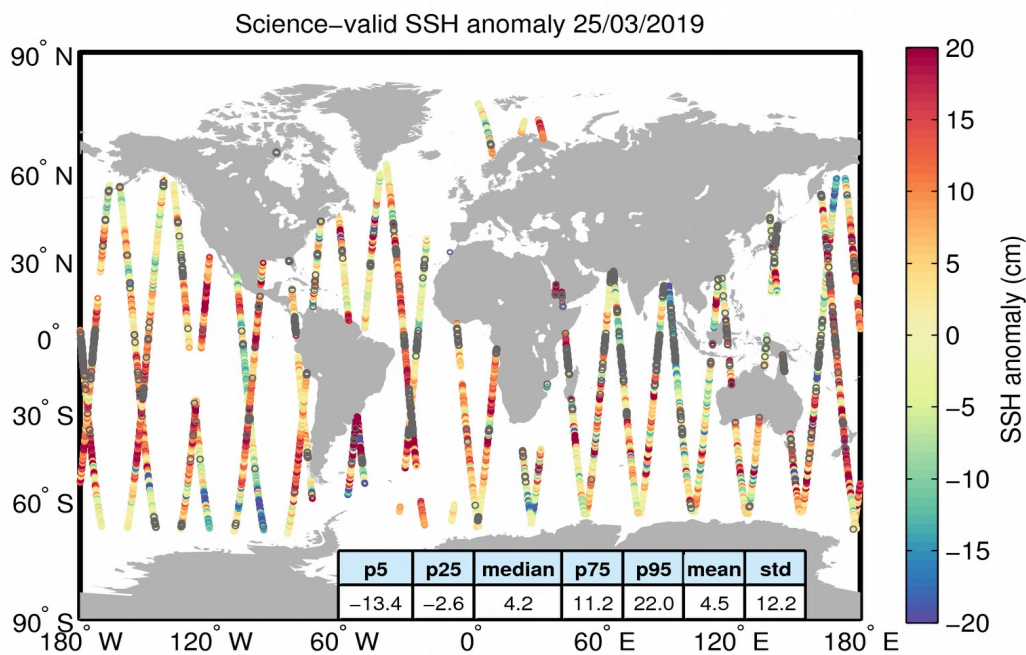 Science−valid SSH anomaly 25/03/2019
90° N
60° N
30° N
0°
30° S
60° S
90° S
180° W
120° W
60° W
0°
60° E
120° E
180° E
p5 p25 median p75 p95 mean std
−13.4 −2.6 4.2 11.2 22.0 4.5 12.2
20
15
10
5
0
−5
−10
−15
−20
SSH anomaly (cm)